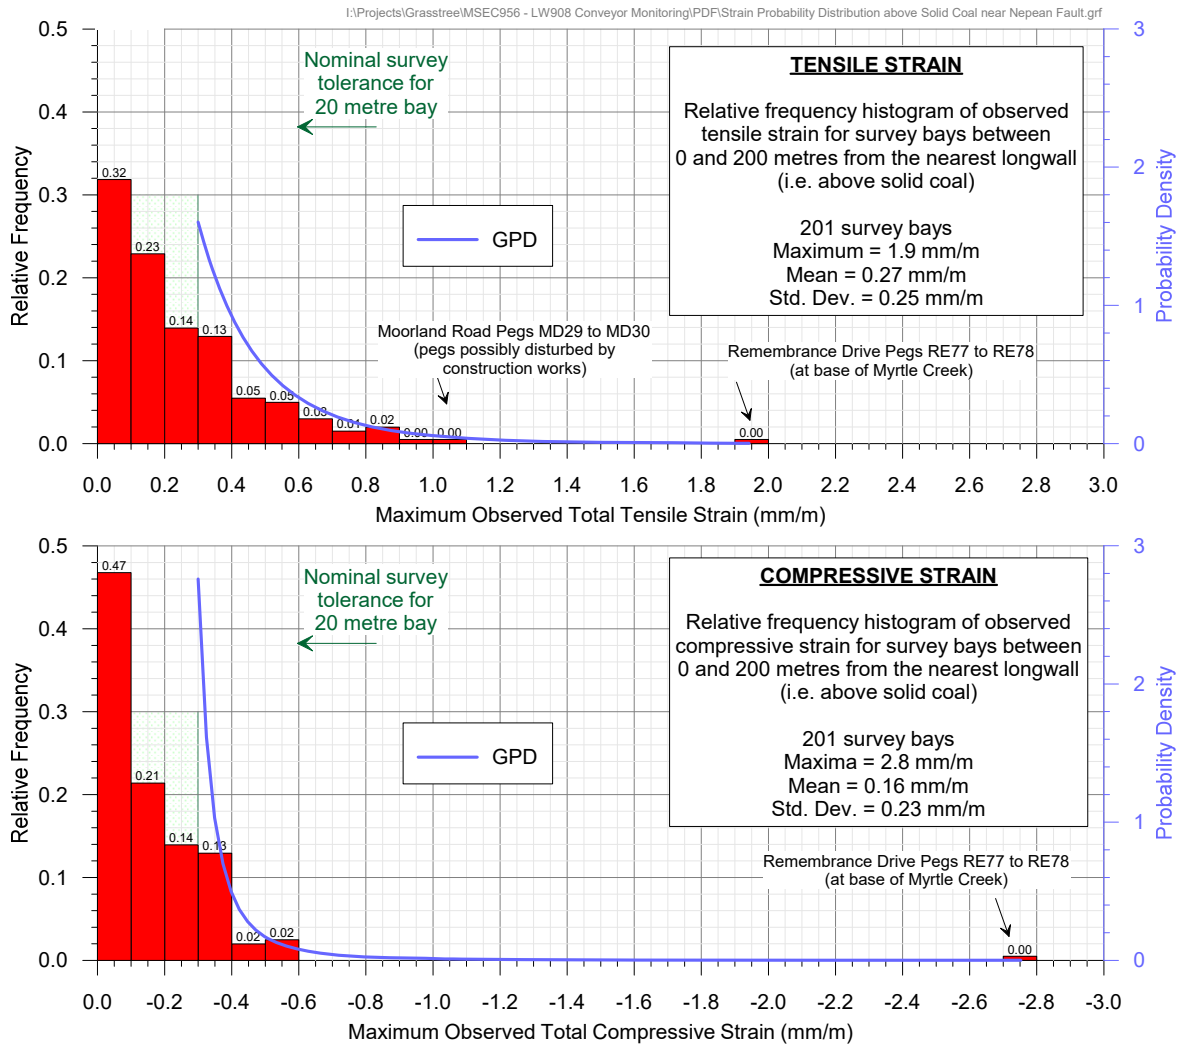 I:\Projects\Grasstree\MSEC956 - LW908 Conveyor Monitoring\PDF\Strain Probability Distribution above Solid Coal near Nepean Fault.grf
0.5
0.4
0.3
0.2
0.1
0.0
Relative Frequency
Nominal survey
tolerance for
20 metre bay
0.32
0.23
0.14
0.13
0.05
0.05
0.03
0.01
0.02
0.00
0.00
0.00
GPD
Moorland Road Pegs MD29 to MD30
(pegs possibly disturbed by
construction works)
TENSILE STRAIN
Relative frequency histogram of observed
tensile strain for survey bays between
0 and 200 metres from the nearest longwall
(i.e. above solid coal)
201 survey bays
Maximum = 1.9 mm/m
Mean = 0.27 mm/m
Std. Dev. = 0.25 mm/m
Remembrance Drive Pegs RE77 to RE78
(at base of Myrtle Creek)
3
2
1
0
Probability Density
0.0 0.2 0.4 0.6 0.8 1.0 1.2 1.4 1.6 1.8 2.0 2.2 2.4 2.6 2.8 3.0
Maximum Observed Total Tensile Strain (mm/m)
0.5
0.4
0.3
0.2
0.1
0.0
Relative Frequency
Nominal survey
tolerance for
20 metre bay
0.47
0.21
0.14
0.13
0.02
0.02
0.00
GPD
COMPRESSIVE STRAIN
Relative frequency histogram of observed
compressive strain for survey bays between
0 and 200 metres from the nearest longwall
(i.e. above solid coal)
201 survey bays
Maxima = 2.8 mm/m
Mean = 0.16 mm/m
Std. Dev. = 0.23 mm/m
Remembrance Drive Pegs RE77 to RE78
(at base of Myrtle Creek)
3
2
1
0
Probability Density
0.0 -0.2 -0.4 -0.6 -0.8 -1.0 -1.2 -1.4 -1.6 -1.8 -2.0 -2.2 -2.4 -2.6 -2.8 -3.0
Maximum Observed Total Compressive Strain (mm/m)